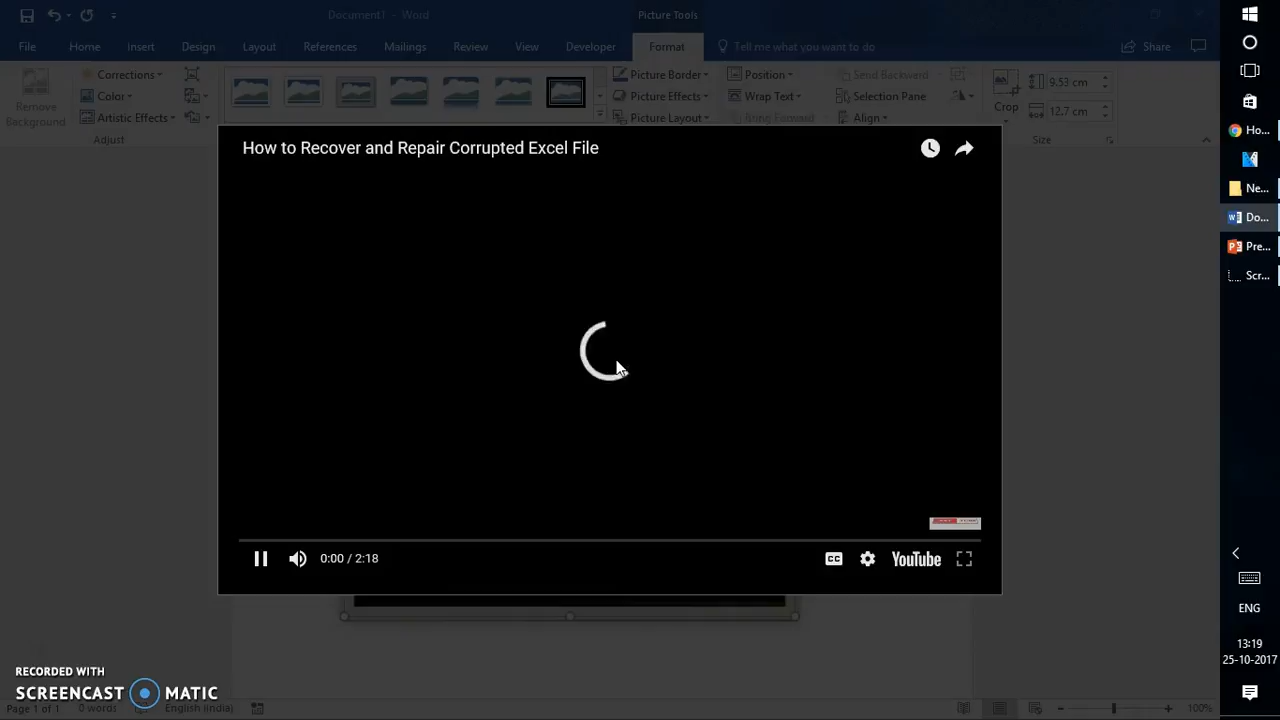 Document1 - Word
Picture Tools
File Home Insert Design Layout References Mailings Review View Developer Format Tell me what you want to do Share
Remove Background
Corrections
Color
Artistic Effects
Adjust
Picture Border
Picture Effects
Picture Layout
Position
Wrap Text
Bring Forward
Send Backward
Selection Pane
Align
Crop
9.53 cm
12.7 cm
Size
How to Recover and Repair Corrupted Excel File
0:00 / 2:18
CC
YouTube
Ho...
Ne...
Do...
Pre...
Scr...
ENG
13:19
25-10-2017
RECORDED WITH
SCREENCAST MATIC
Page 1 of 1 0 words English (India) 100%